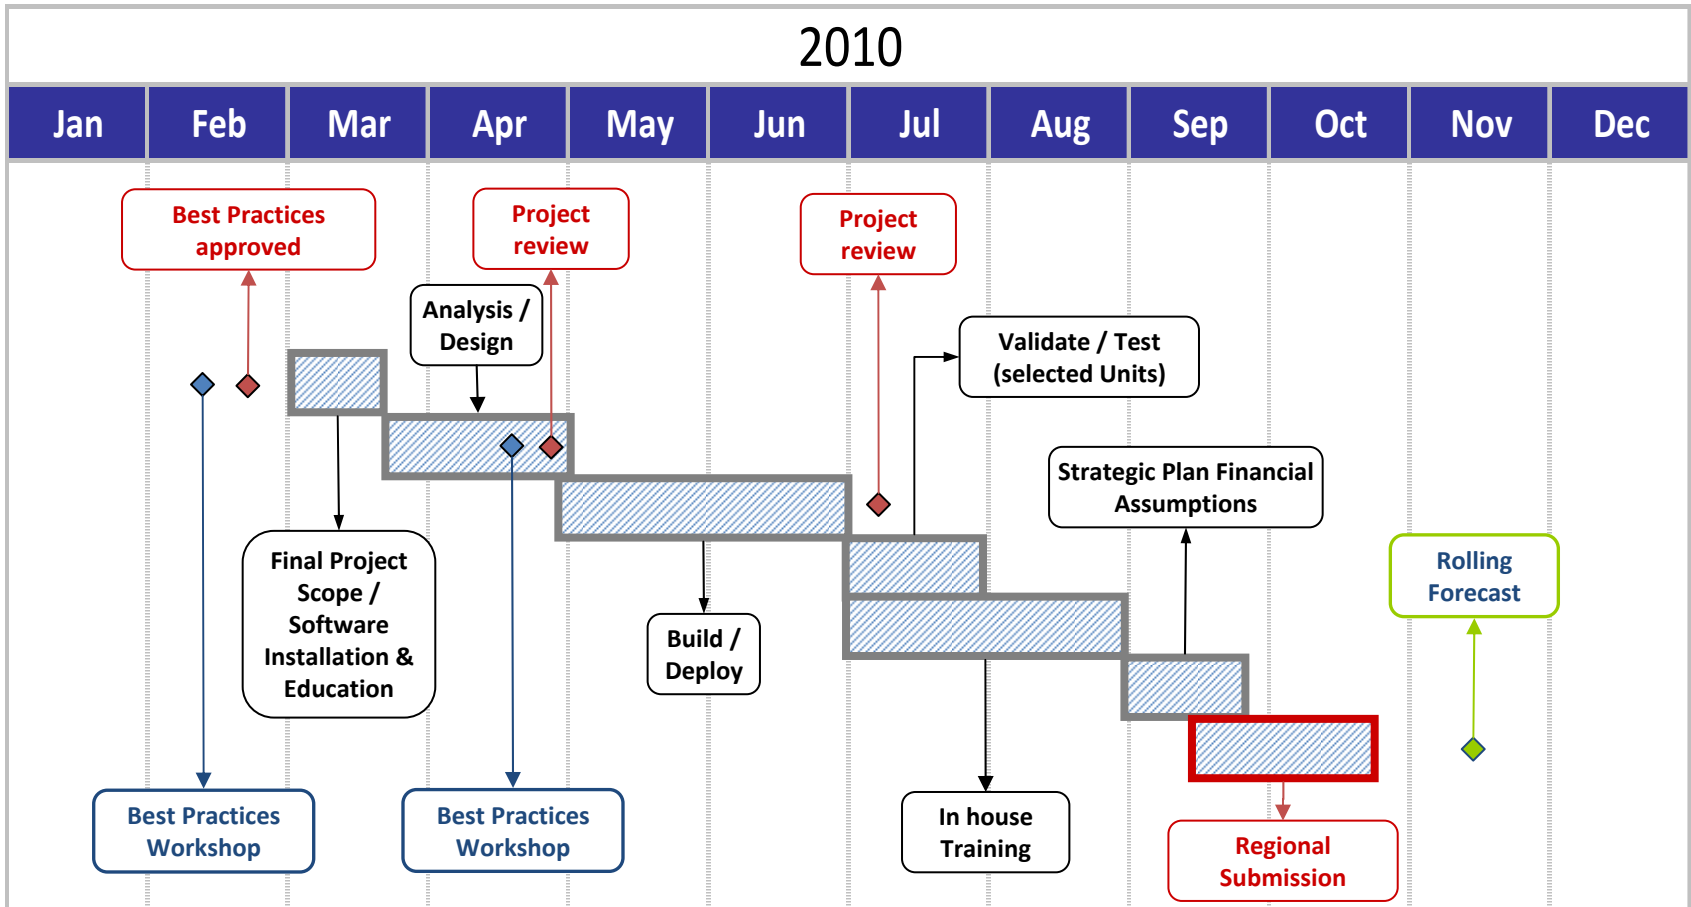 2010
Jan Feb Mar Apr May Jun Jul Aug Sep Oct Nov Dec
Best Practices
approved
Project
review
Project
review
Analysis /
Design
Validate / Test
(selected Units)
Strategic Plan Financial
Assumptions
Final Project
Scope /
Software
Installation &
Education
Rolling
Forecast
Build /
Deploy
Best Practices
Workshop
Best Practices
Workshop
In house
Training
Regional
Submission